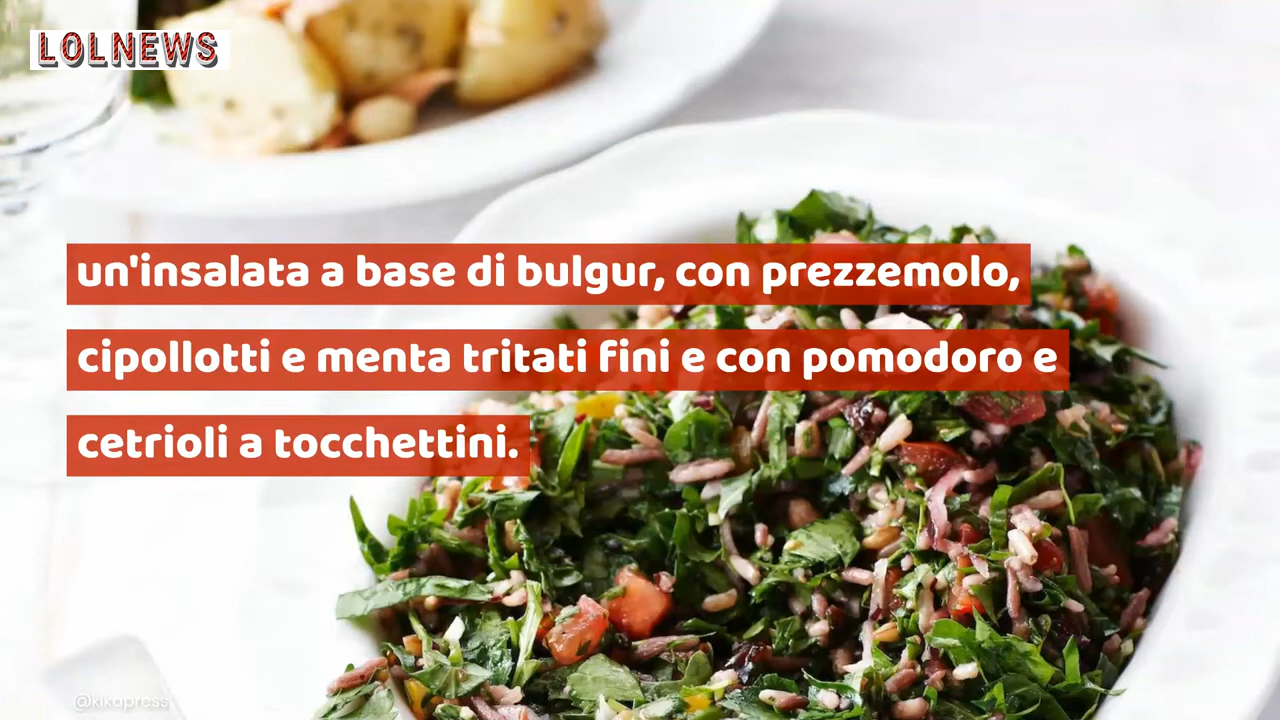 LOLNEWS
un'insalata a base di bulgur, con prezzemolo,
cipollotti e menta tritati fini e con pomodoro e
cetrioli a tocchettini.
@kikapress